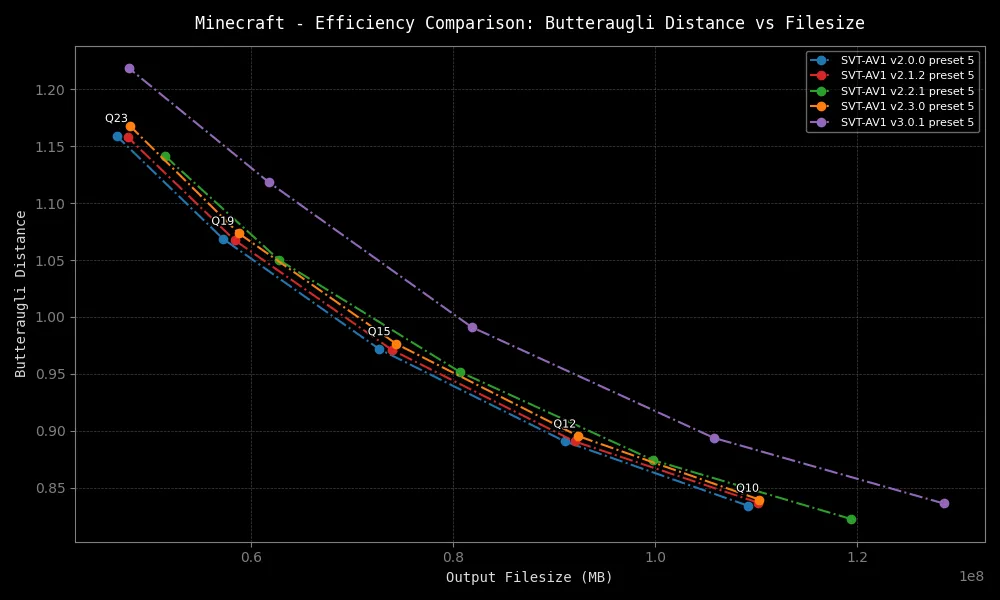 Minecraft - Efficiency Comparison: Butteraugli Distance vs Filesize
SVT-AV1 v2.0.0 preset 5
SVT-AV1 v2.1.2 preset 5
SVT-AV1 v2.2.1 preset 5
SVT-AV1 v2.3.0 preset 5
SVT-AV1 v3.0.1 preset 5
Butteraugli Distance
1.20
1.15
1.10
1.05
1.00
0.95
0.90
0.85
Q23
Q19
Q15
Q12
Q10
0.6 0.8 1.0 1.2
1e8
Output Filesize (MB)